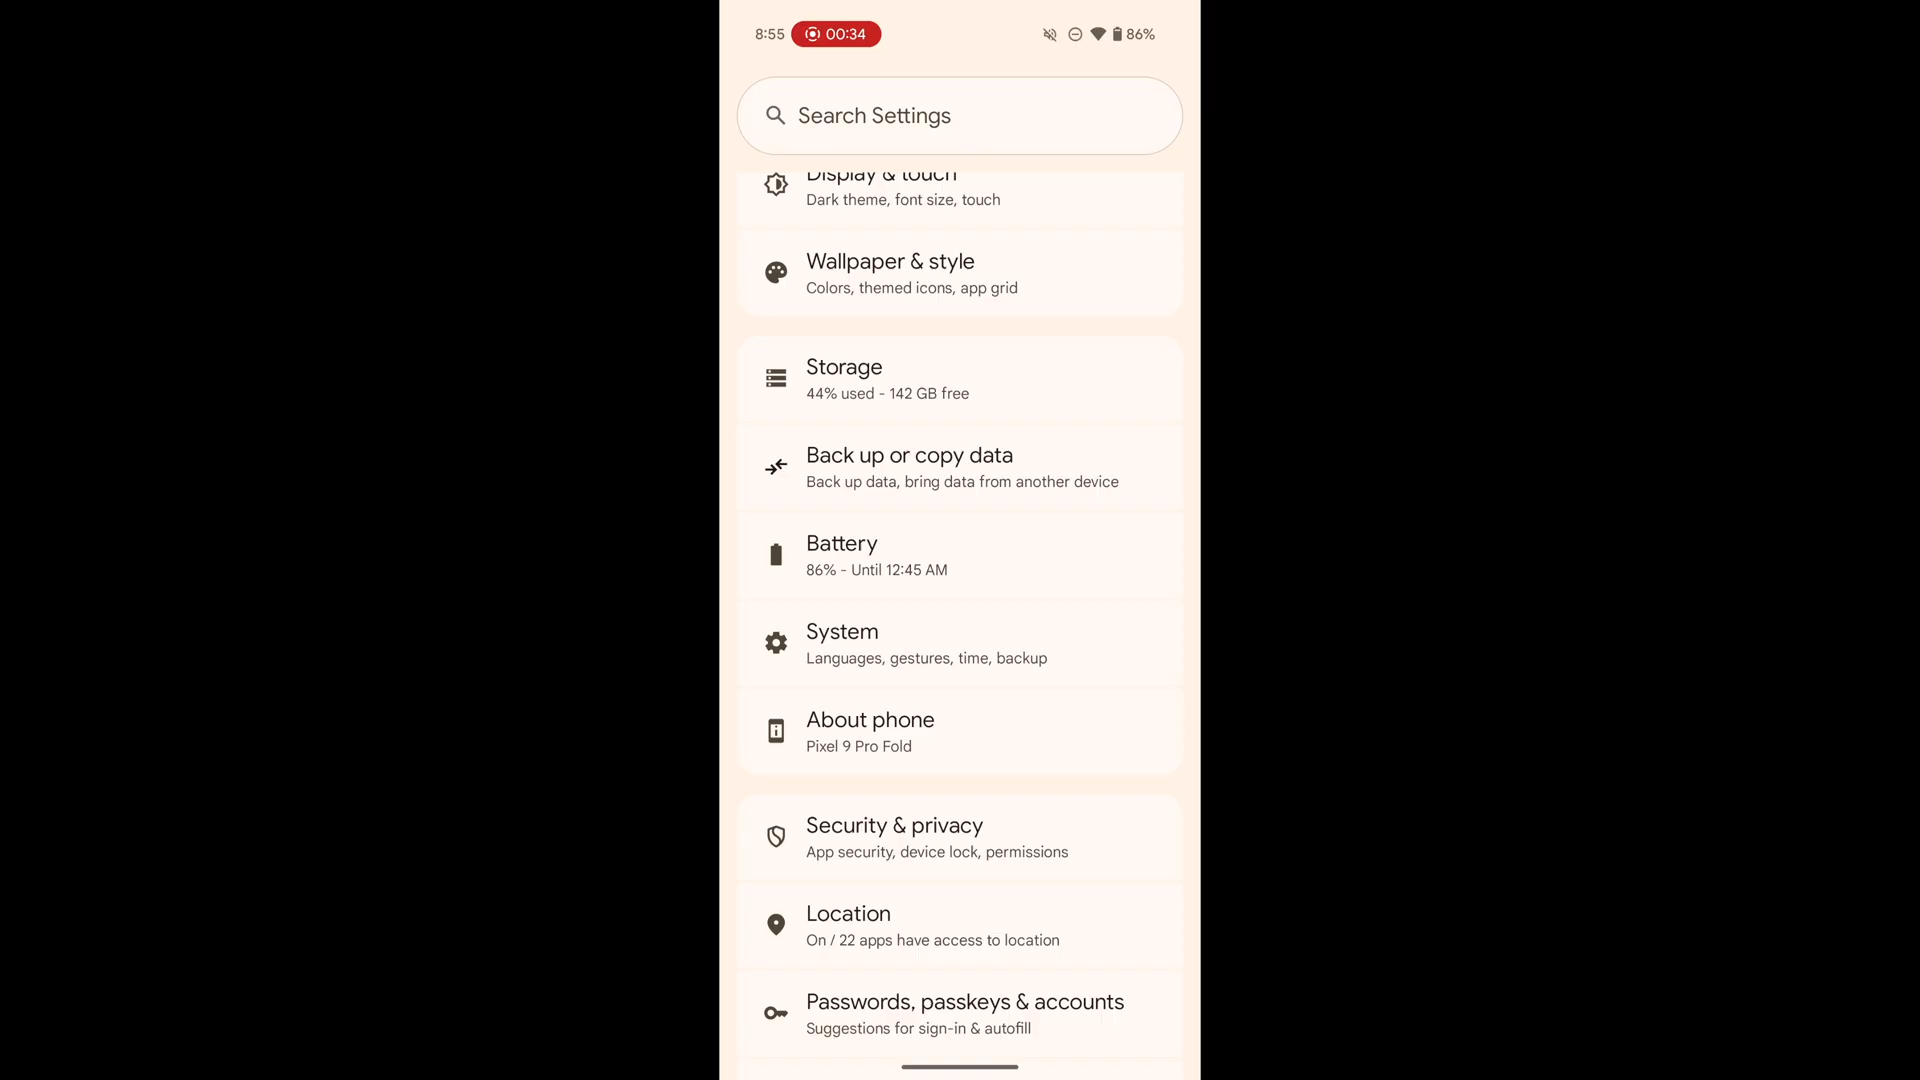 8:55 00:34 86%
Search Settings
Display & touch
Dark theme, font size, touch
Wallpaper & style
Colors, themed icons, app grid
Storage
44% used - 142 GB free
Back up or copy data
Back up data, bring data from another device
Battery
86% - Until 12:45 AM
System
Languages, gestures, time, backup
About phone
Pixel 9 Pro Fold
Security & privacy
App security, device lock, permissions
Location
On / 22 apps have access to location
Passwords, passkeys & accounts
Suggestions for sign-in & autofill